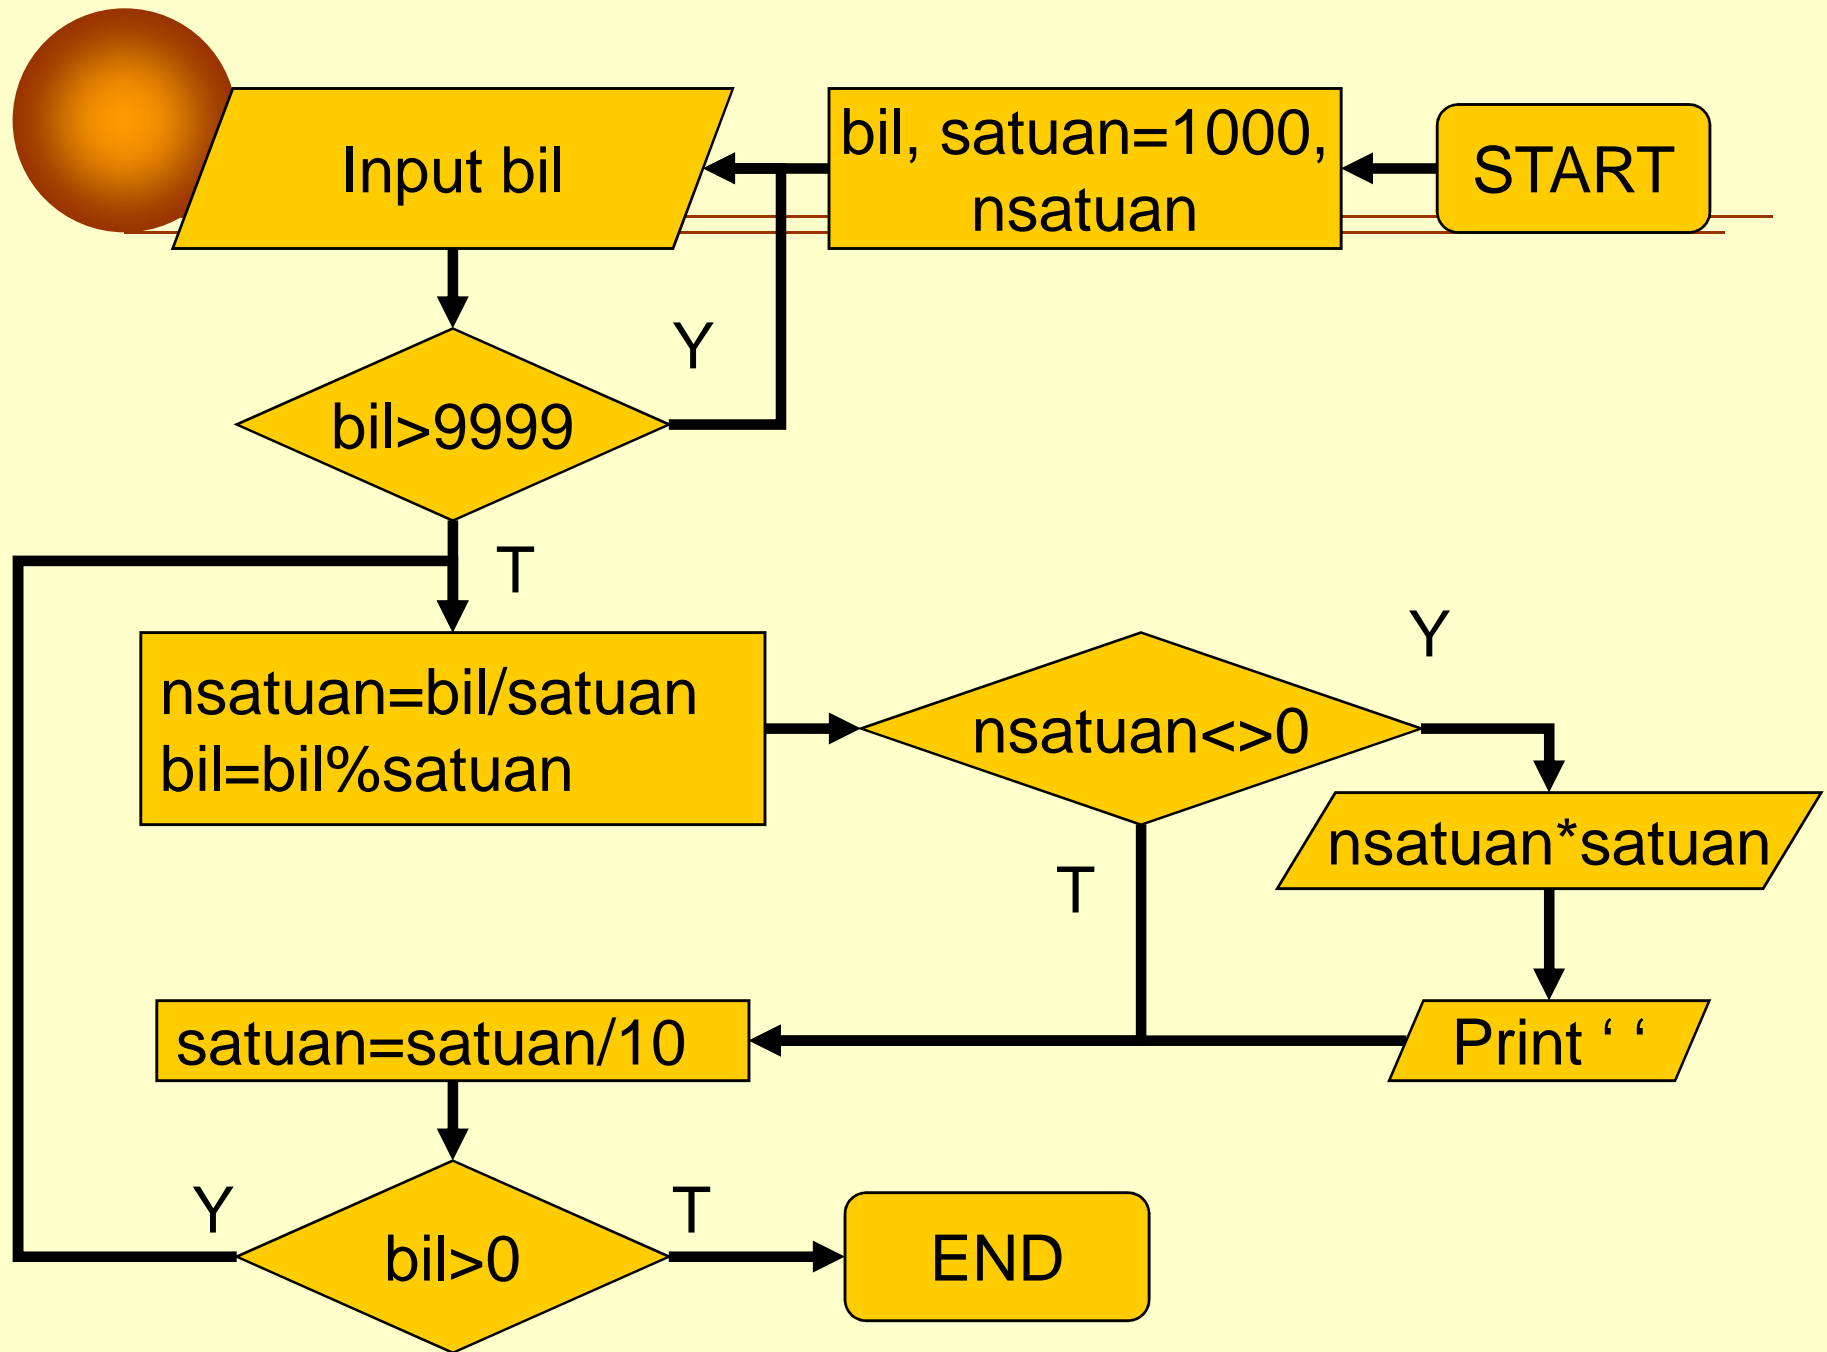 START
bil, satuan=1000,
nsatuan
Input bil
bil>9999
Y
T
nsatuan=bil/satuan
bil=bil%satuan
nsatuan<>0
Y
nsatuan*satuan
T
Print ‘ ‘
satuan=satuan/10
bil>0
Y
T
END